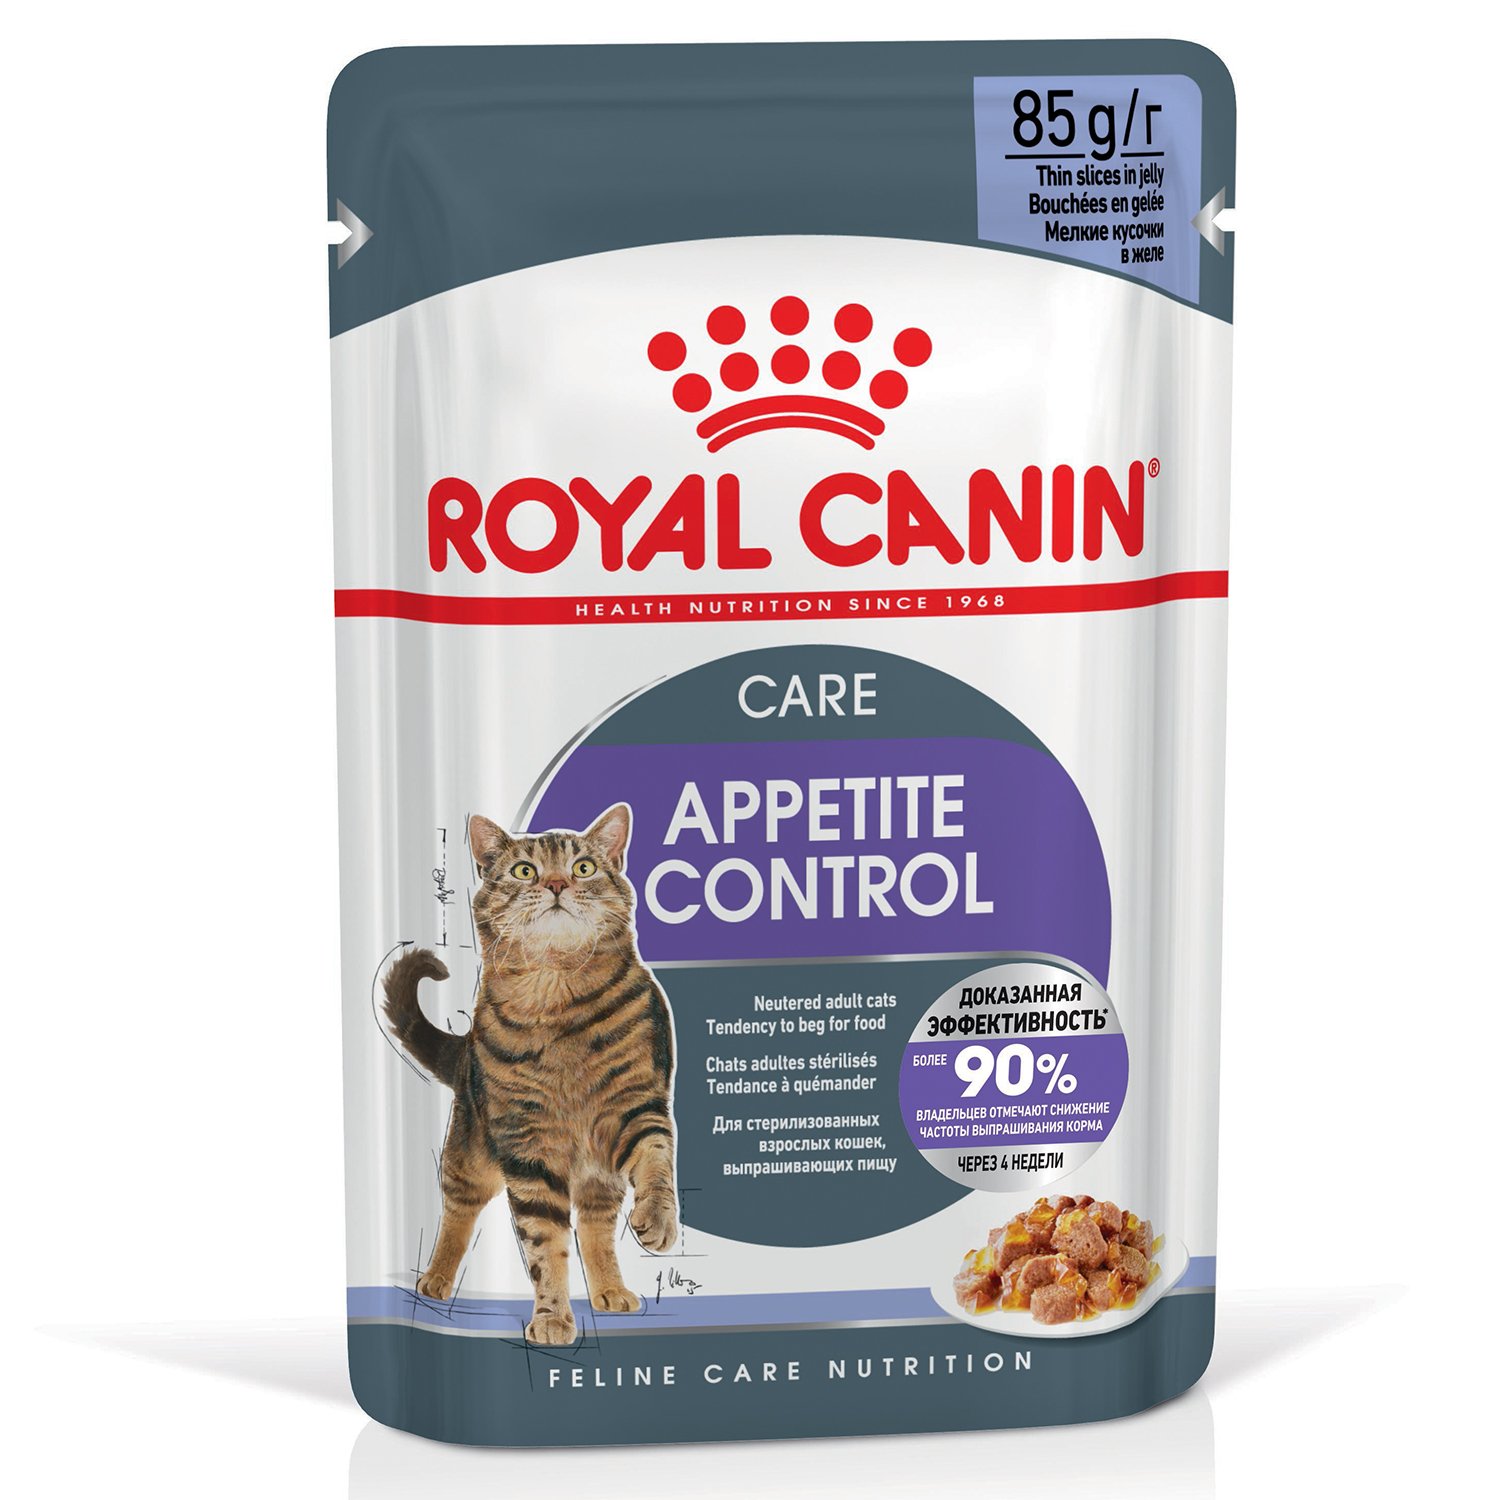 85 g/г
Thin slices in jelly
Bouchées en gelée
Мелкие кусочки
в желе
ROYAL CANIN®
HEALTH NUTRITION SINCE 1968
CARE
APPETITE
CONTROL
Neutered adult cats
Tendency to beg for food
Chats adultes stérilisés
Tendance à quémander
Для стерилизованных
взрослых кошек,
выпрашивающих пищу
ДОКАЗАННАЯ
ЭФФЕКТИВНОСТЬ*
БОЛЕЕ 90%
ВЛАДЕЛЬЦЕВ ОТМЕЧАЮТ СНИЖЕНИЕ
ЧАСТОТЫ ВЫПРАШИВАНИЯ КОРМА
ЧЕРЕЗ 4 НЕДЕЛИ
FELINE CARE NUTRITION